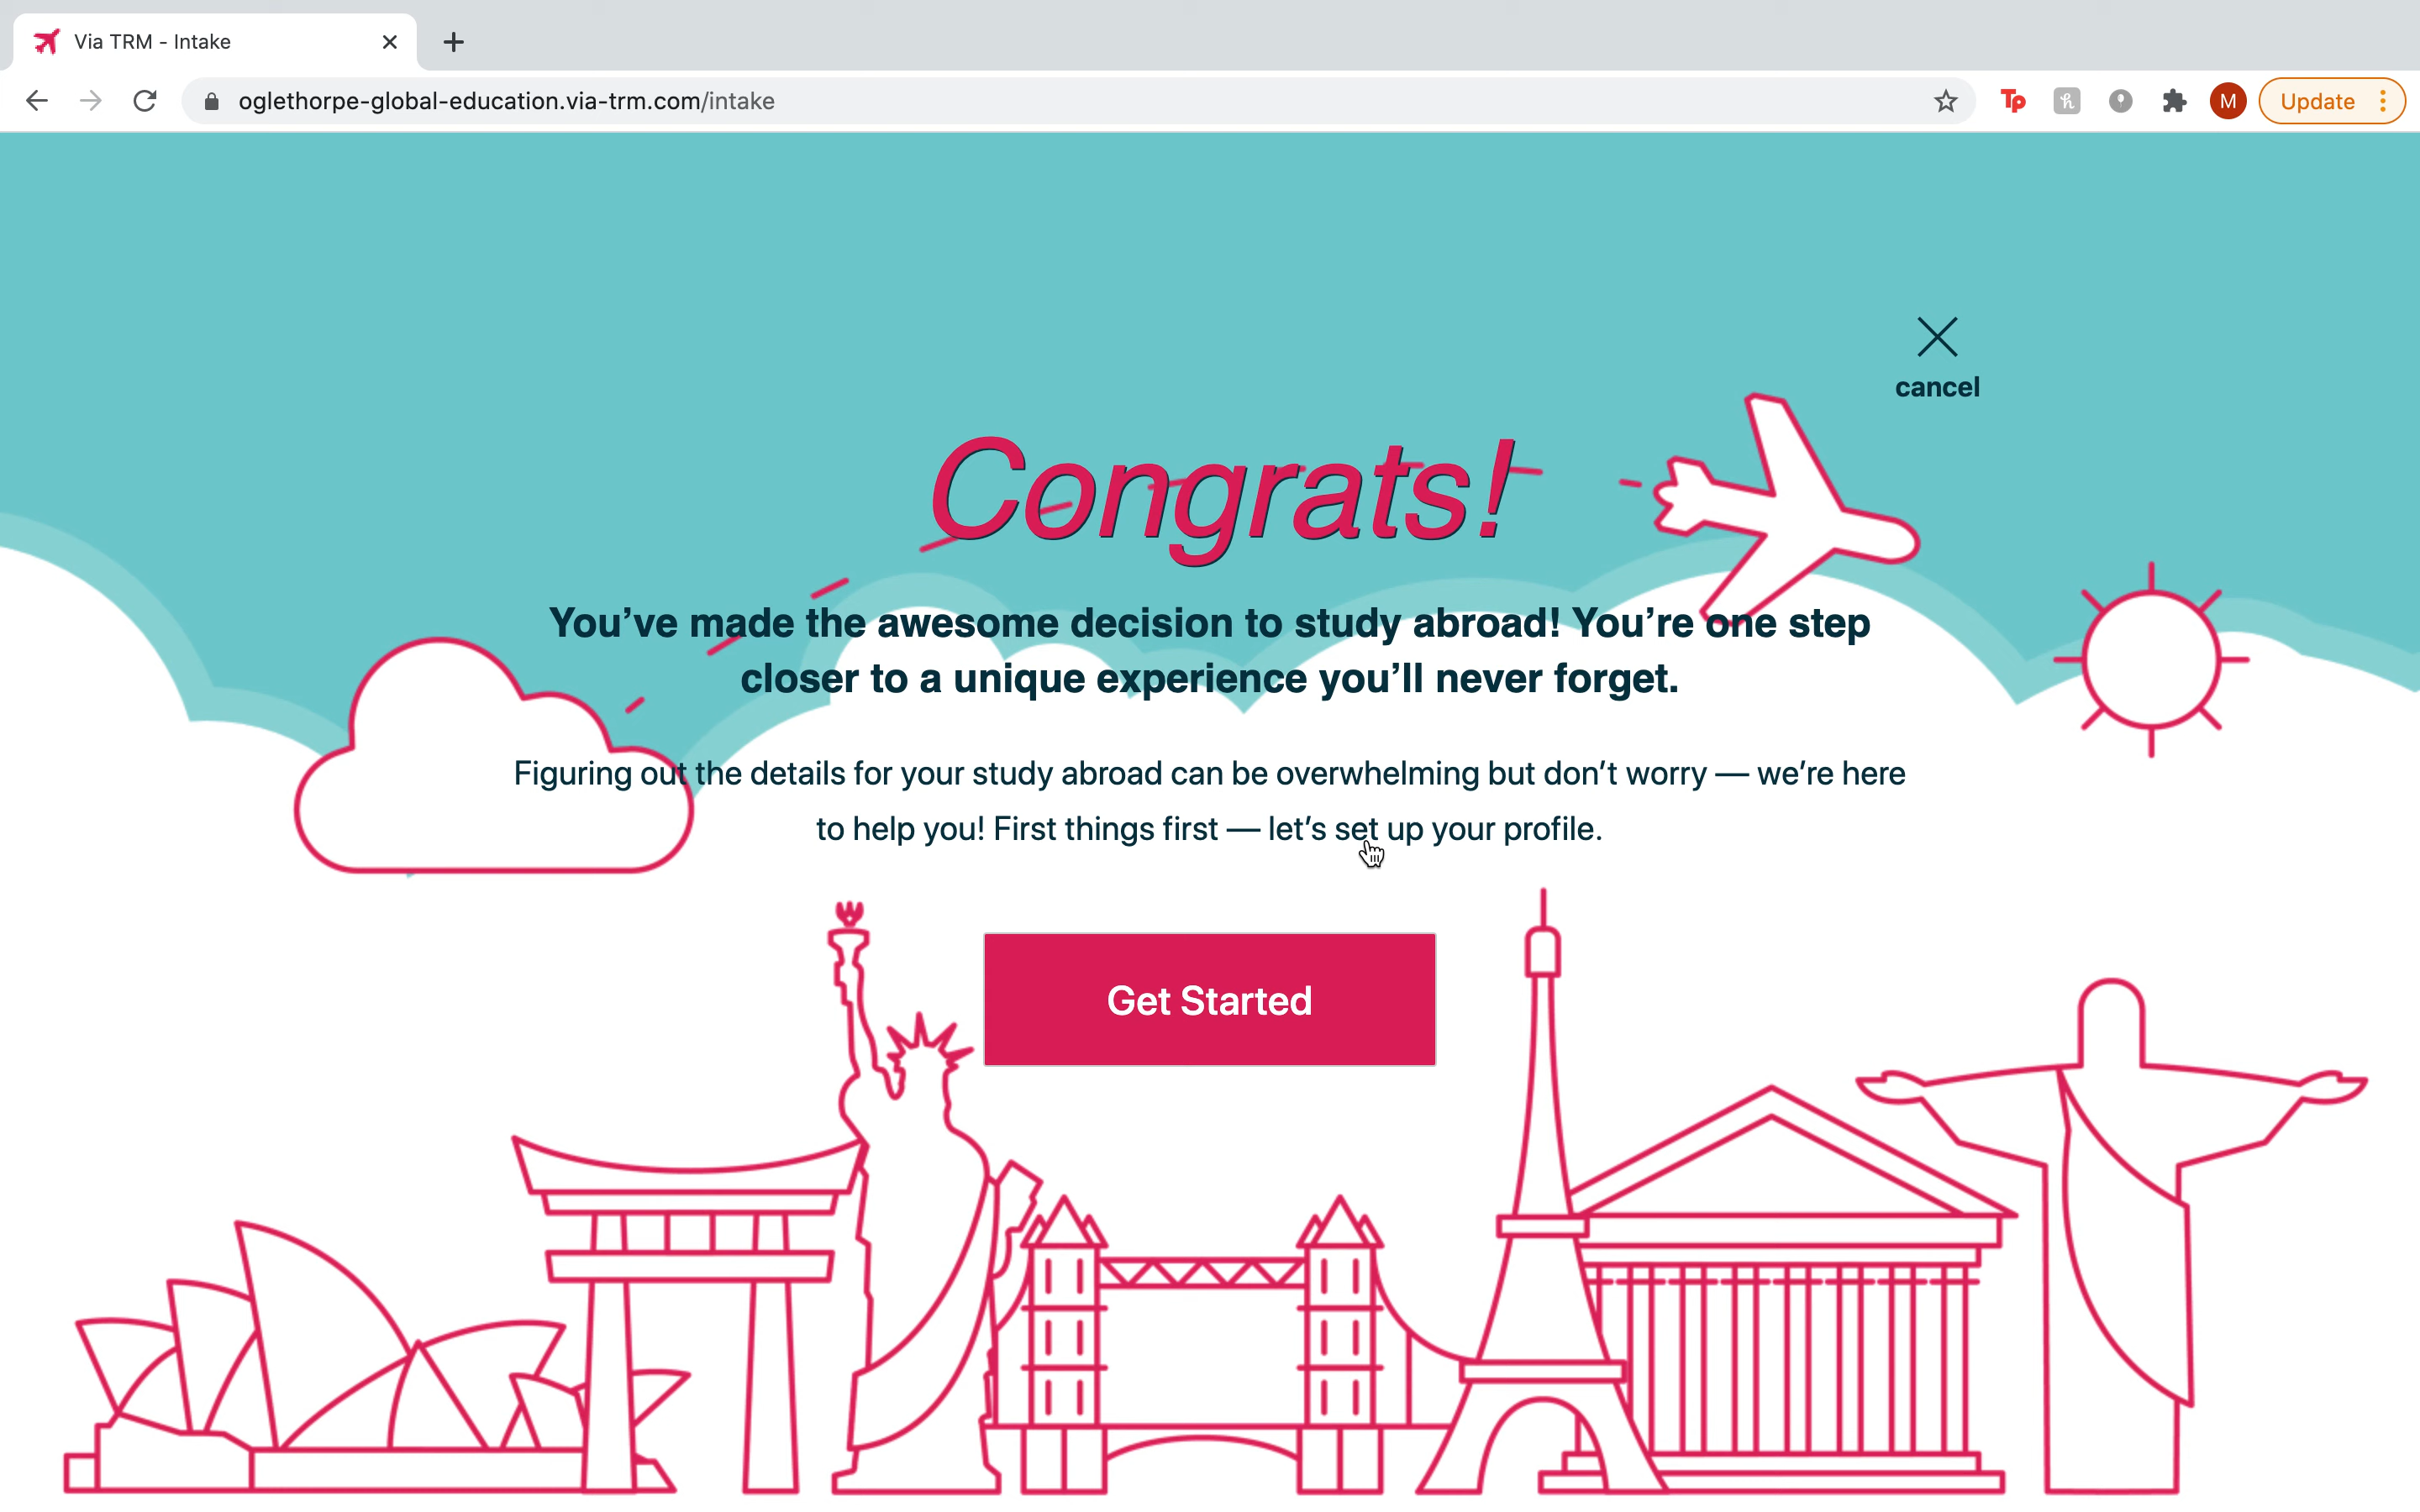 Via TRM - Intake
oglethorpe-global-education.via-trm.com/intake
Tp
h
M
Update
cancel
Congrats!
You’ve made the awesome decision to study abroad! You’re one step
closer to a unique experience you’ll never forget.
Figuring out the details for your study abroad can be overwhelming but don’t worry — we’re here
to help you! First things first — let’s set up your profile.
Get Started